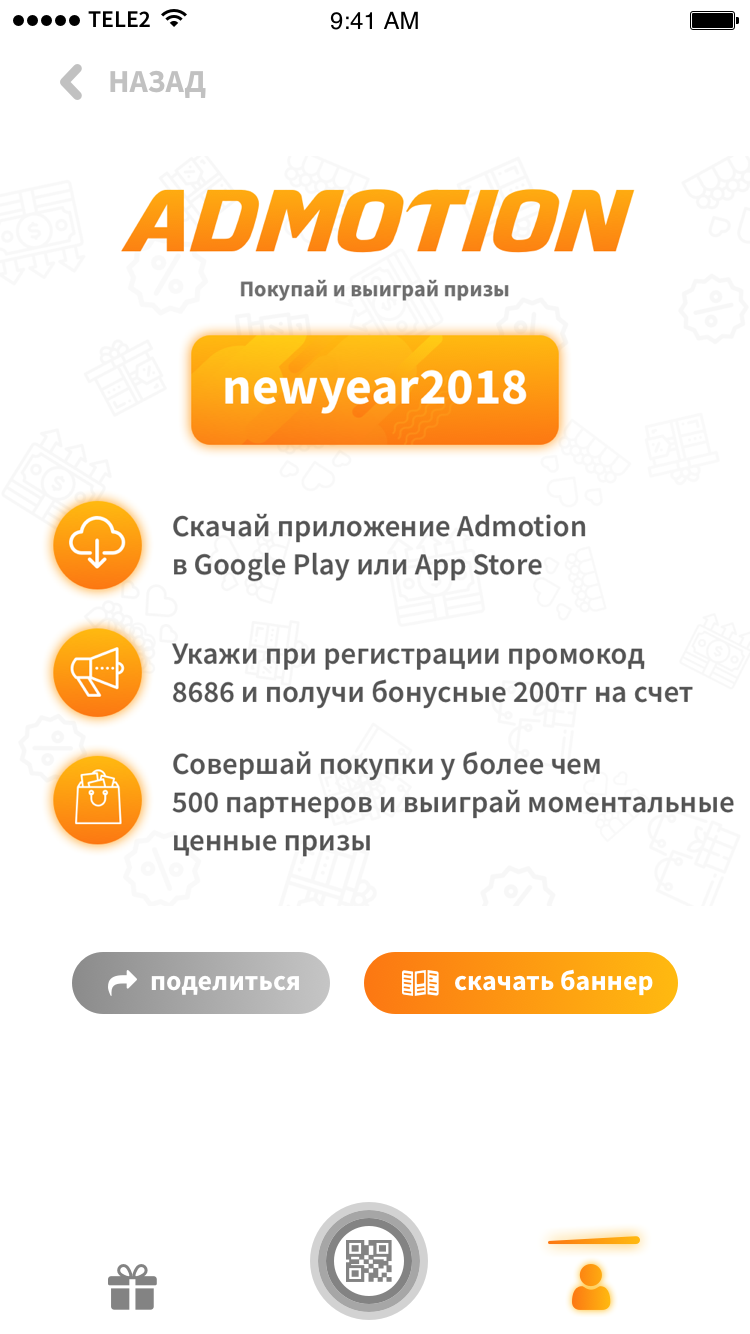 TELE2 9:41 AM
НАЗАД
ADMOTION
Покупай и выиграй призы
newyear2018
Скачай приложение Admotion
в Google Play или App Store
Укажи при регистрации промокод
8686 и получи бонусные 200тг на счет
Совершай покупки у более чем
500 партнеров и выиграй моментальные
ценные призы
поделиться скачать баннер